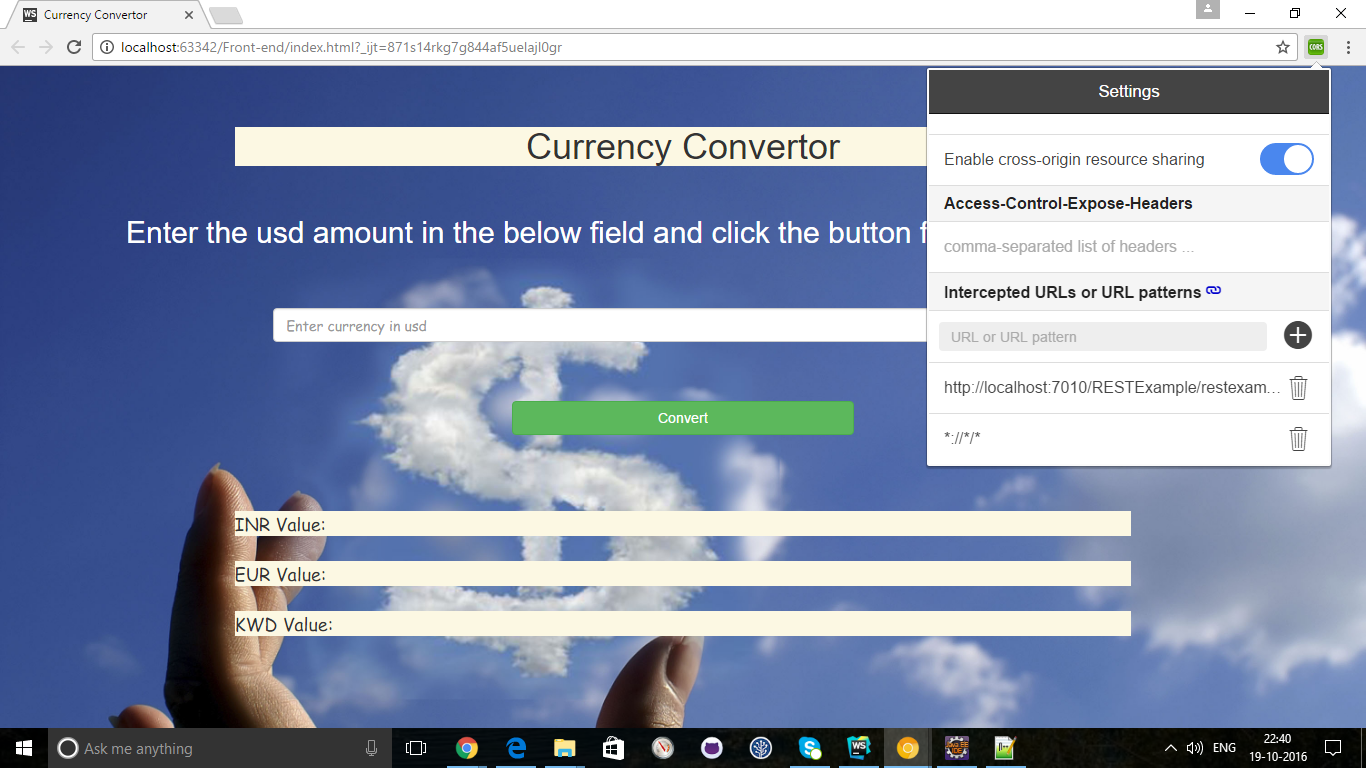 WS Currency Convertor
localhost:63342/Front-end/index.html?_ijt=871s14rkg7g844af5uelajl0gr
CORS
Settings
Currency Convertor
Enable cross-origin resource sharing
Access-Control-Expose-Headers
Enter the usd amount in the below field and click the button f
comma-separated list of headers ...
Intercepted URLs or URL patterns
Enter currency in usd
URL or URL pattern
http://localhost:7010/RESTExample/restexam...
*://*/*
Convert
INR Value:
EUR Value:
KWD Value:
Ask me anything
WS
ENG
22:40
19-10-2016